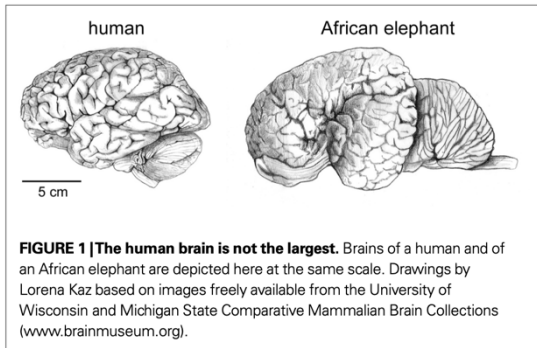 human
African elephant
5 cm
FIGURE 1 | The human brain is not the largest. Brains of a human and of
an African elephant are depicted here at the same scale. Drawings by
Lorena Kaz based on images freely available from the University of
Wisconsin and Michigan State Comparative Mammalian Brain Collections
(www.brainmuseum.org).